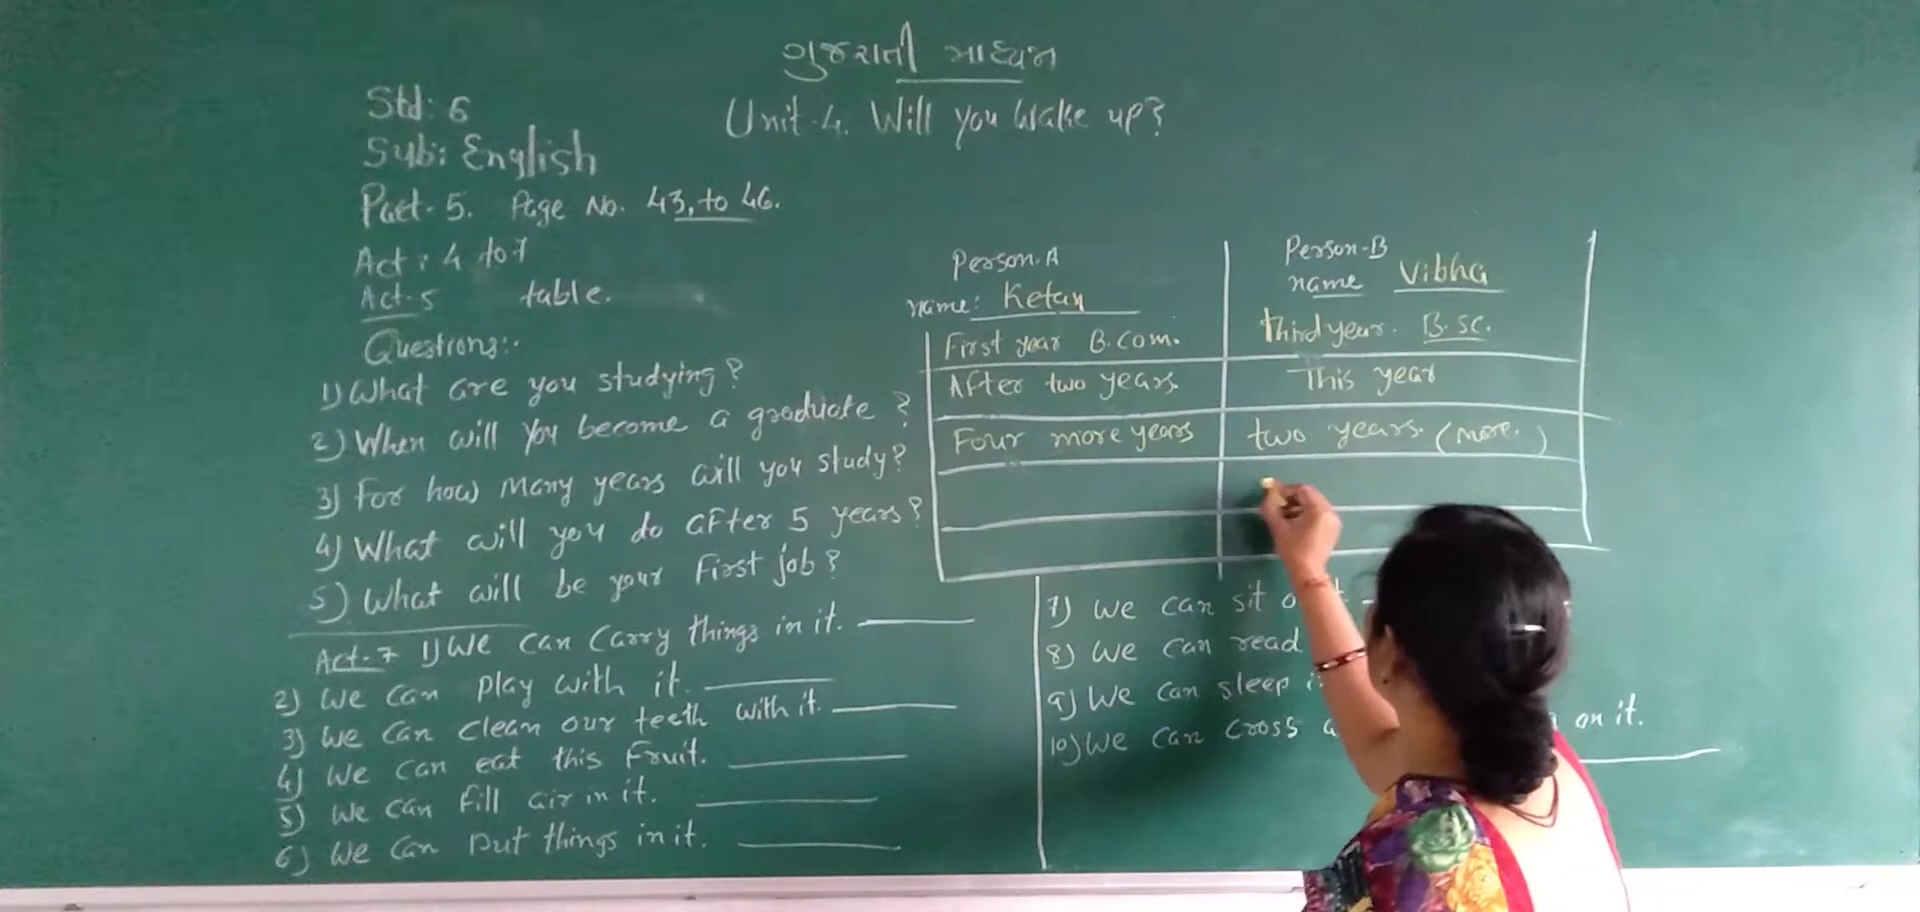 ગુજરાતી માધ્યમ
Std: 6
Unit-4. Will you wake up?
Sub: English
Part-5. Page No. 43, to 46.
Act: 4 to 7
Act-5 table.
Questions:-
1) What are you studying?
2) When will you become a graduate?
3) For how many years will you study?
4) What will you do after 5 years?
5) What will be your first job?
Person-A
name: Ketan
Person-B
name Vibha
First year B.com.
Third year. B.sc.
After two years
This year
Four more years
two years. (more.)
Act-7 1) We can carry things in it.
2) We can play with it.
3) We can clean our teeth with it.
4) We can eat this fruit.
5) We can fill air in it.
6) We can put things in it.
7) We can sit
8) We can read
9) We can sleep
10) We can cross on it.